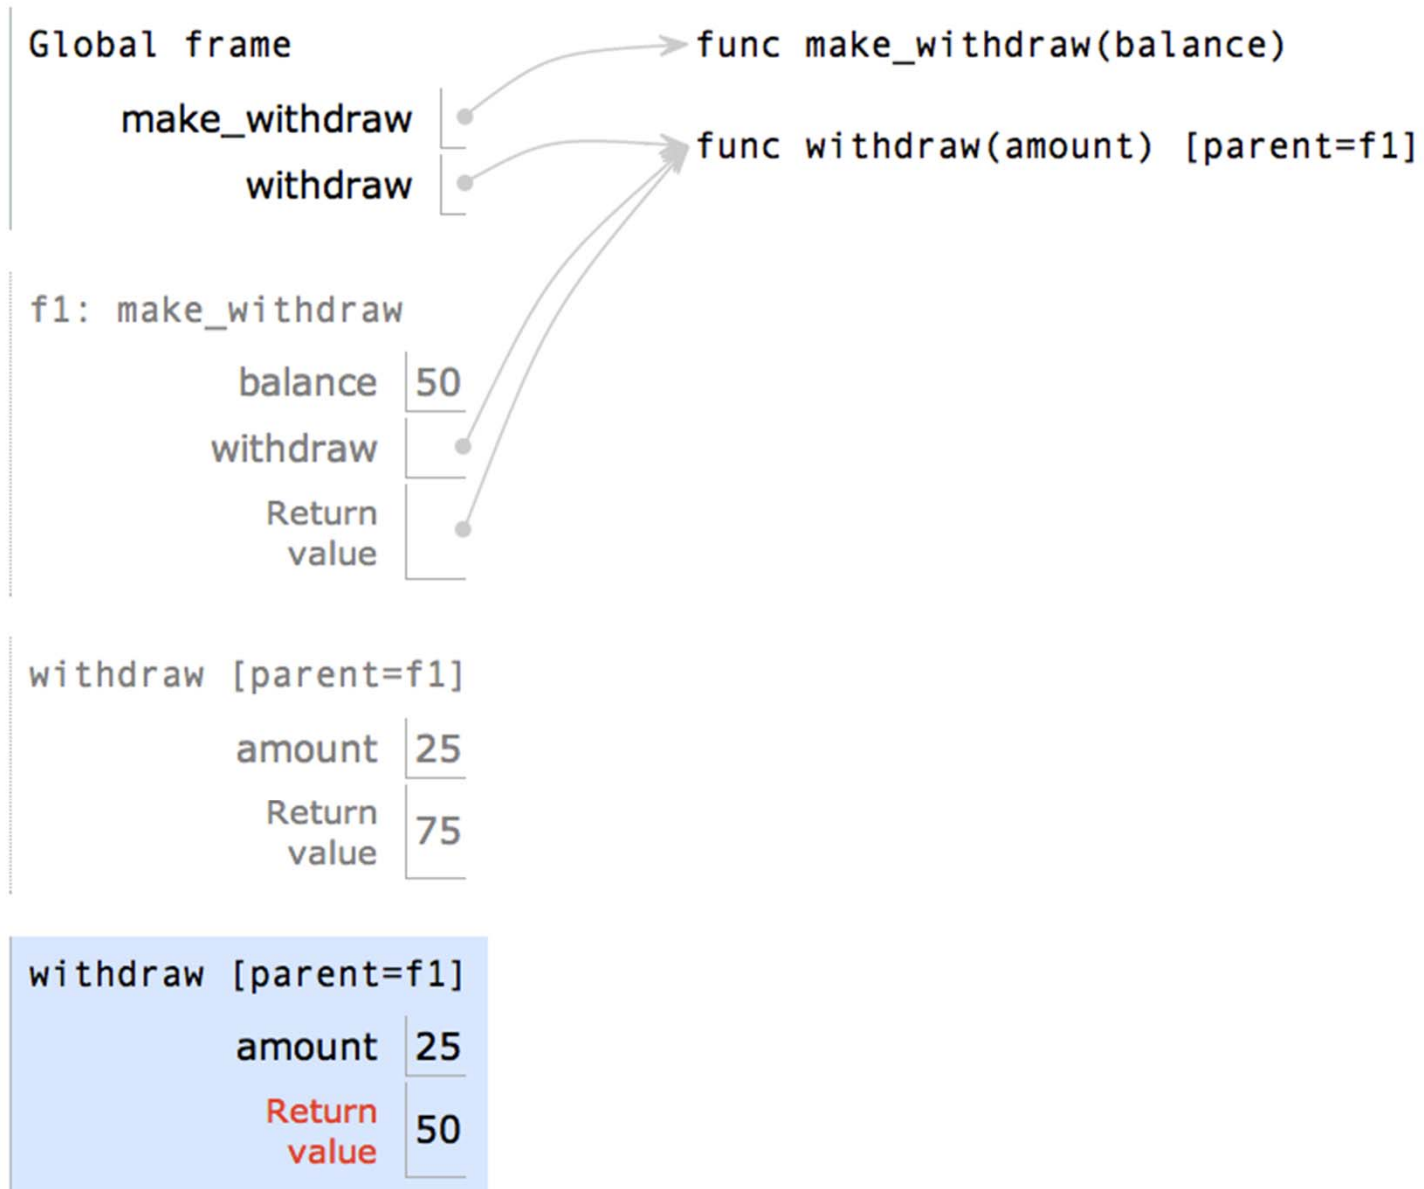 Global frame
func make_withdraw(balance)
make_withdraw
func withdraw(amount) [parent=f1]
withdraw
f1: make_withdraw
balance 50
withdraw
Return
value
withdraw [parent=f1]
amount 25
Return
value 75
withdraw [parent=f1]
amount 25
Return
value 50